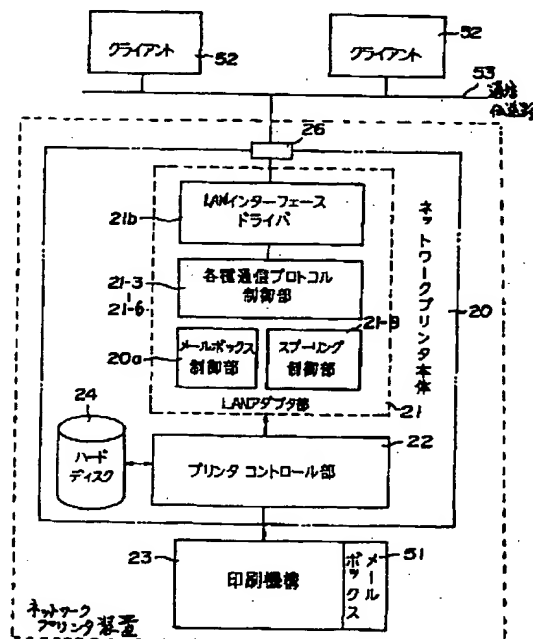 クライアント
52
クライアント
52
53
通信
伝送路
26
21b
LANインターフェース
ドライバ
21-3
21-6
各種通信プロトコル
制御部
20a
メールボックス
制御部
21-9
スプーリング
制御部
LANアダプタ部
21
ネットワークプリンタ本体
20
24
ハード
ディスク
プリンタ コントロール部
22
23
印刷機構
メール
ボックス
51
ネットワーク
プリンタ装置